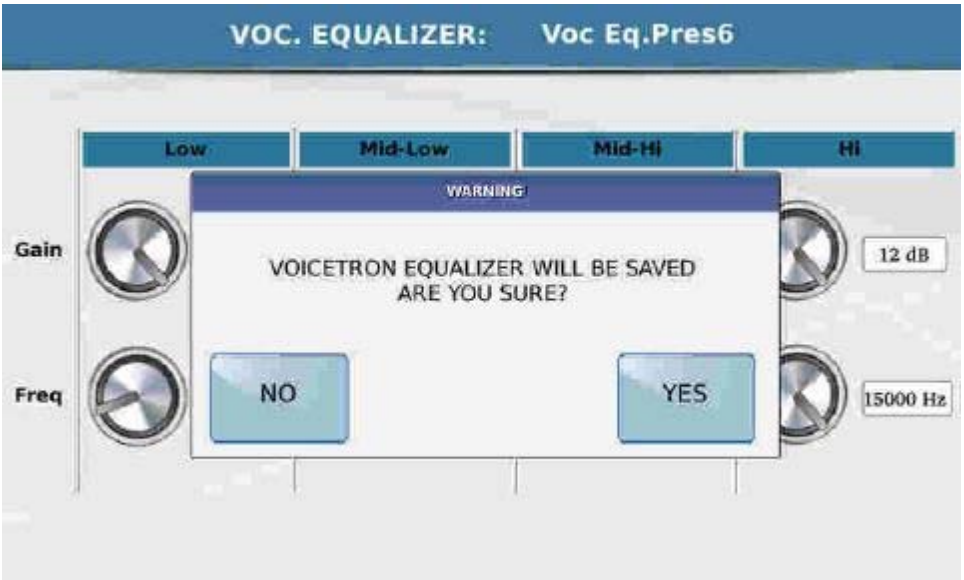 VOC. EQUALIZER: Voc Eq.Pres6
Low Mid-Low Mid-Hi Hi
WARNING!
Gain 12 dB
VOICETRON EQUALIZER WILL BE SAVED
ARE YOU SURE?
NO YES
Freq 15000 Hz